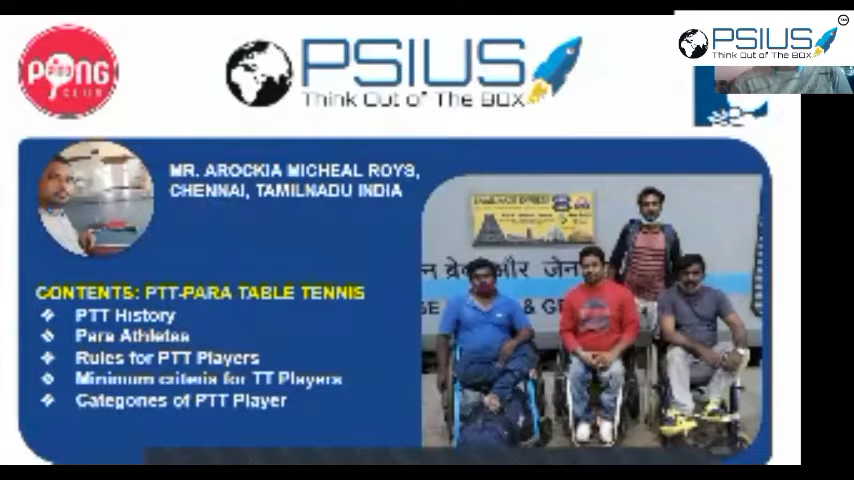 PONG
CLUB
PSIUS
Think Out of The BOX
PSIUS
Think Out of The BOX
MR. AROCKIA MICHEAL ROYS,
CHENNAI, TAMILNADU INDIA
CONTENTS: PTT-PARA TABLE TENNIS
❖ PTT History
❖ Para Athletes
❖ Rules for PTT Players
❖ Minimum criteria for TT Players
❖ Categories of PTT Player
और
& G